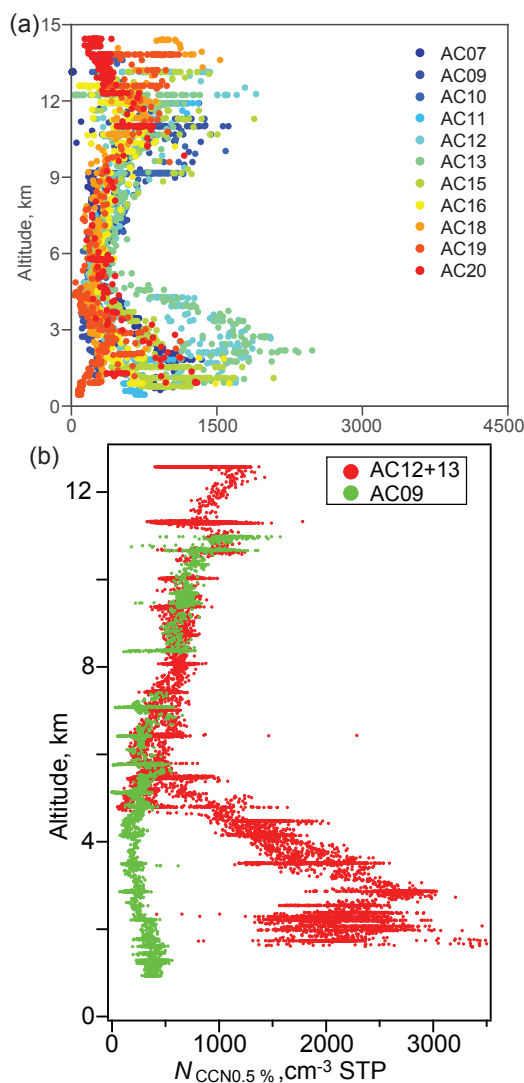 (a)
15
12
9
6
3
0
Altitude, km
AC07
AC09
AC10
AC11
AC12
AC13
AC15
AC16
AC18
AC19
AC20
0 1500 3000 4500
(b)
AC12+13
AC09
12
8
4
0
Altitude, km
0 1000 2000 3000
N CCN0.5 % ,cm-3 STP